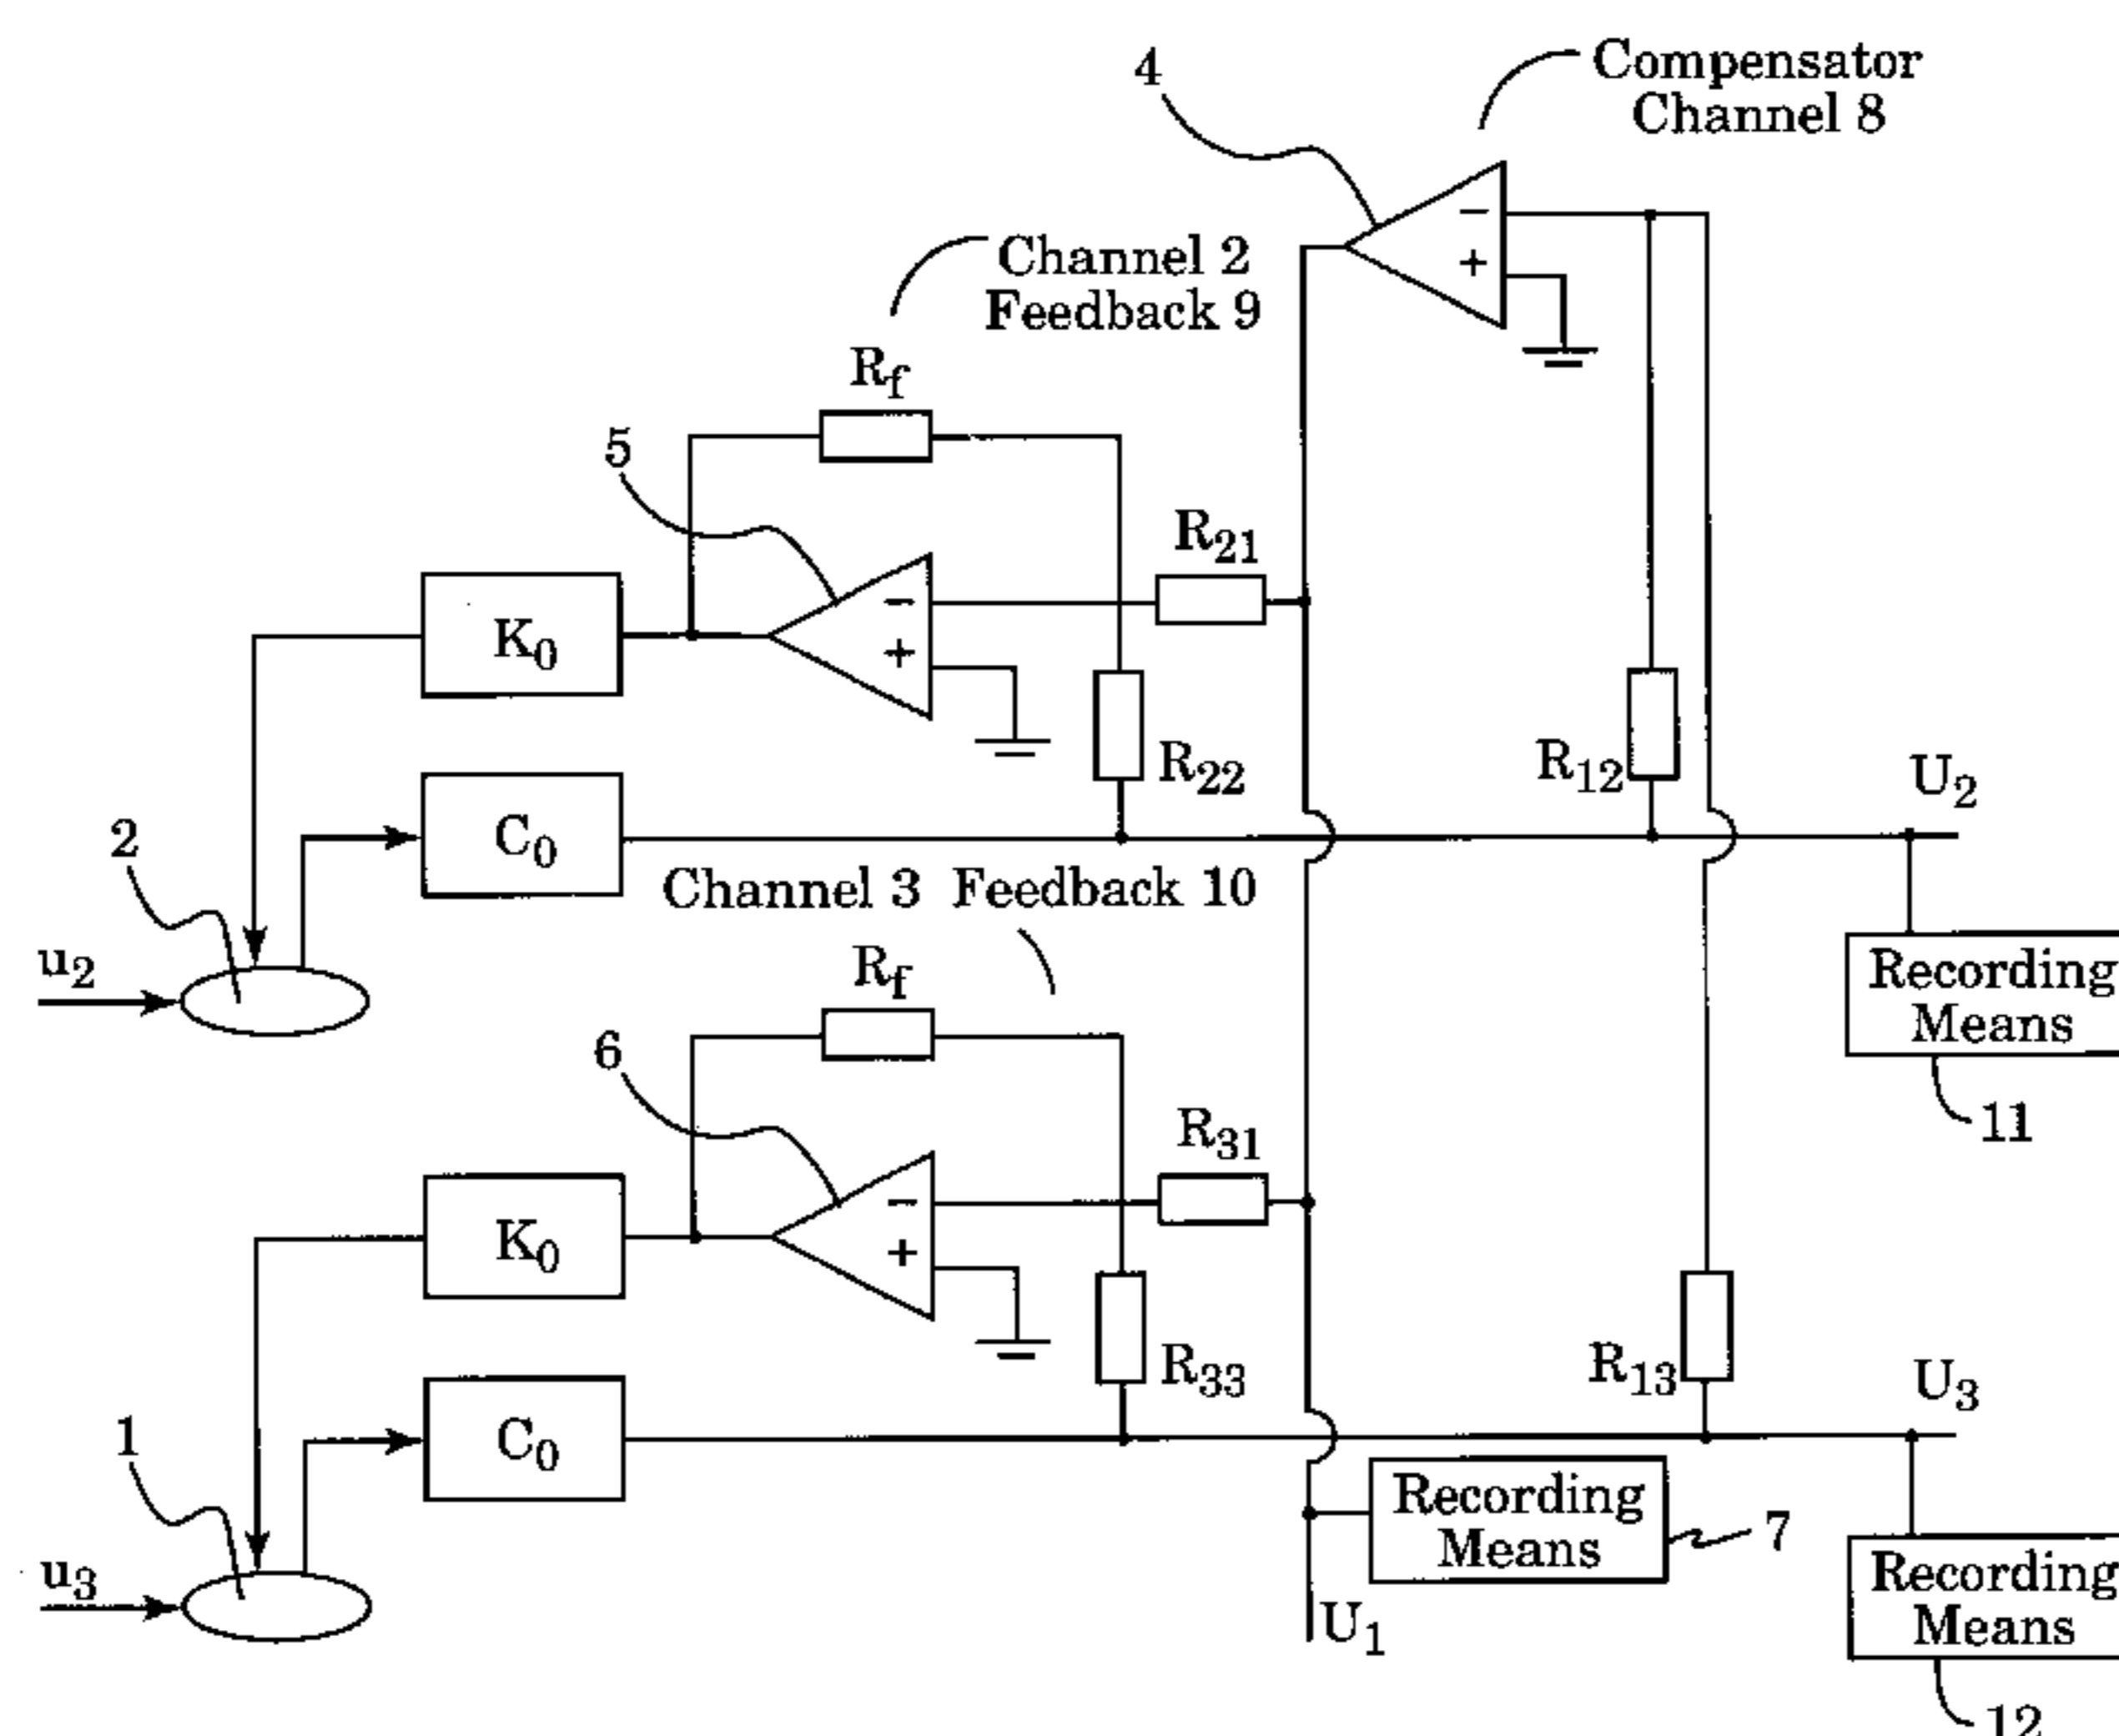 4
Compensator
Channel 8
−
+
Channel 2
Feedback 9
Rf
5
R21
−
+
K0
R22
R12
U2
2
C0
Channel 3 Feedback 10
u2
Recording
Means
Rf
6
11
R31
−
+
K0
R33
R13
U3
1
C0
Recording
Means
7
u3
Recording
Means
U1
12